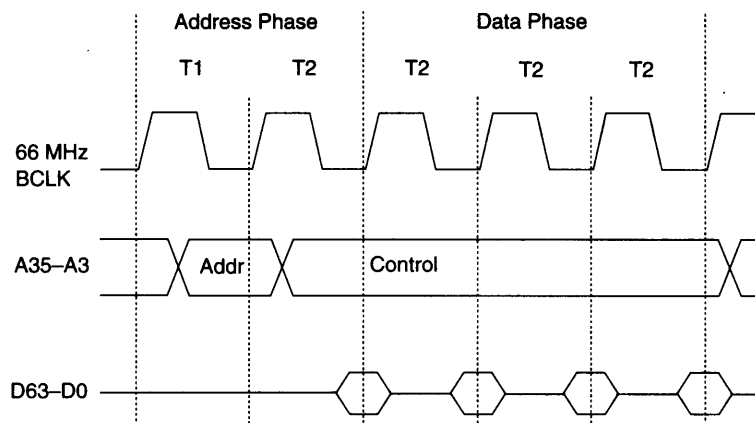 Address Phase Data Phase
T1 T2 T2 T2 T2
66 MHz
BCLK
A35–A3 Addr Control
D63–D0